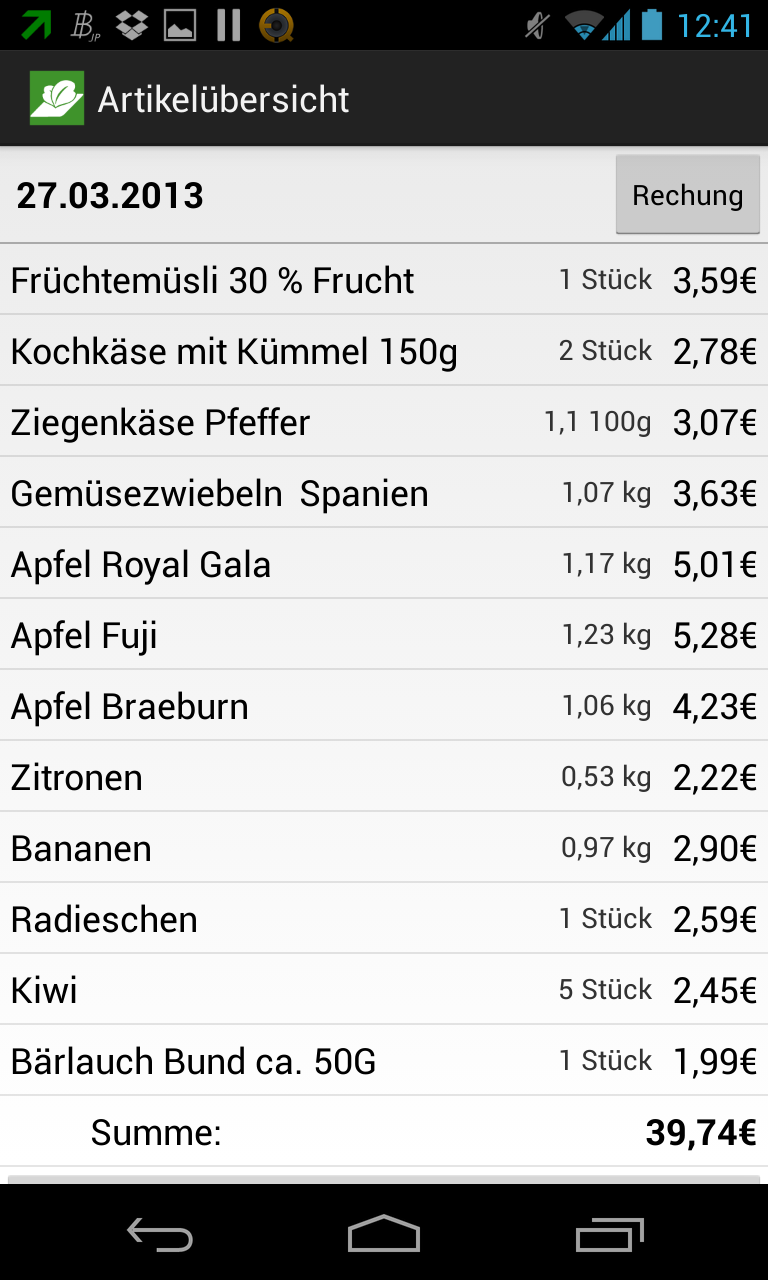 12:41
Artikelübersicht
27.03.2013 Rechung
Früchtemüsli 30 % Frucht 1 Stück 3,59€
Kochkäse mit Kümmel 150g 2 Stück 2,78€
Ziegenkäse Pfeffer 1,1 100g 3,07€
Gemüsezwiebeln  Spanien 1,07 kg 3,63€
Apfel Royal Gala 1,17 kg 5,01€
Apfel Fuji 1,23 kg 5,28€
Apfel Braeburn 1,06 kg 4,23€
Zitronen 0,53 kg 2,22€
Bananen 0,97 kg 2,90€
Radieschen 1 Stück 2,59€
Kiwi 5 Stück 2,45€
Bärlauch Bund ca. 50G 1 Stück 1,99€
Summe: 39,74€